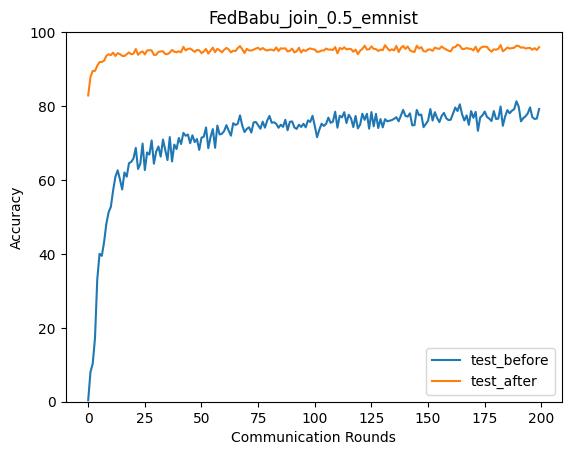 FedBabu_join_0.5_emnist
100
80
60
40
20
0
Accuracy
0 25 50 75 100 125 150 175 200
Communication Rounds
test_before
test_after